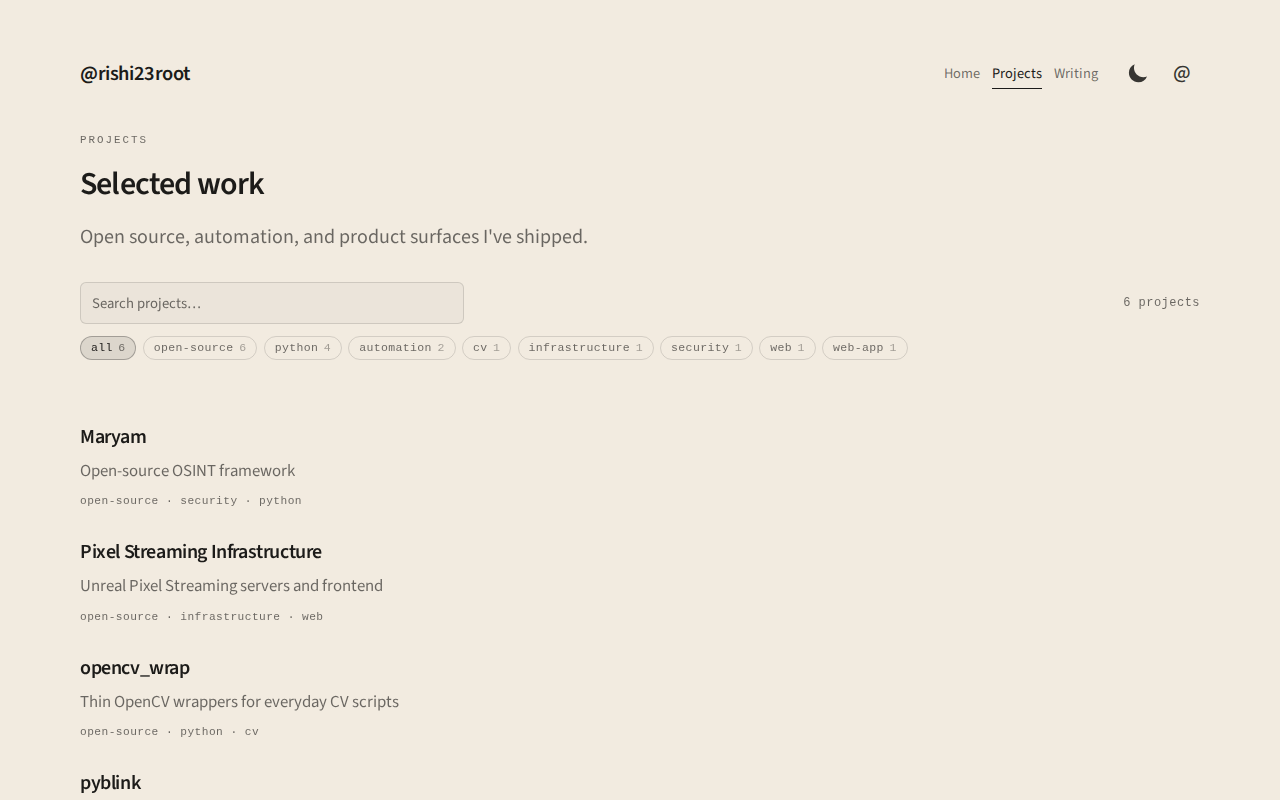 @rishi23root
Home Projects Writing @
PROJECTS
Selected work
Open source, automation, and product surfaces I've shipped.
Search projects…
6 projects
all 6 open-source 6 python 4 automation 2 cv 1 infrastructure 1 security 1 web 1 web-app 1
Maryam
Open-source OSINT framework
open-source · security · python
Pixel Streaming Infrastructure
Unreal Pixel Streaming servers and frontend
open-source · infrastructure · web
opencv_wrap
Thin OpenCV wrappers for everyday CV scripts
open-source · python · cv
pyblink